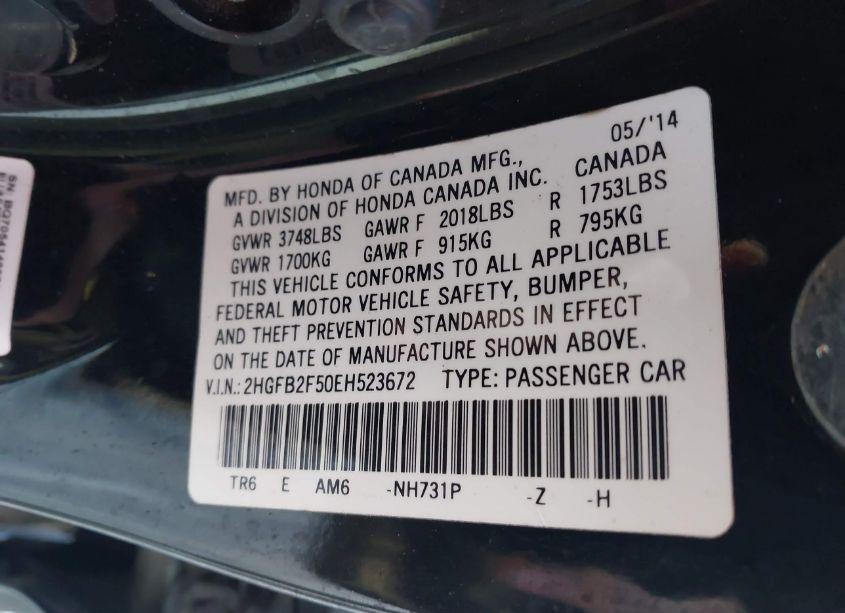 05/'14
MFD. BY HONDA OF CANADA MFG.,
A DIVISION OF HONDA CANADA INC. CANADA
GVWR 3748LBS GAWR F 2018LBS R 1753LBS
GVWR 1700KG GAWR F 915KG R 795KG
THIS VEHICLE CONFORMS TO ALL APPLICABLE
FEDERAL MOTOR VEHICLE SAFETY, BUMPER,
AND THEFT PREVENTION STANDARDS IN EFFECT
ON THE DATE OF MANUFACTURE SHOWN ABOVE.
V.I.N.: 2HGFB2F50EH523672 TYPE: PASSENGER CAR
TR6 E AM6 -NH731P -Z -H
SN